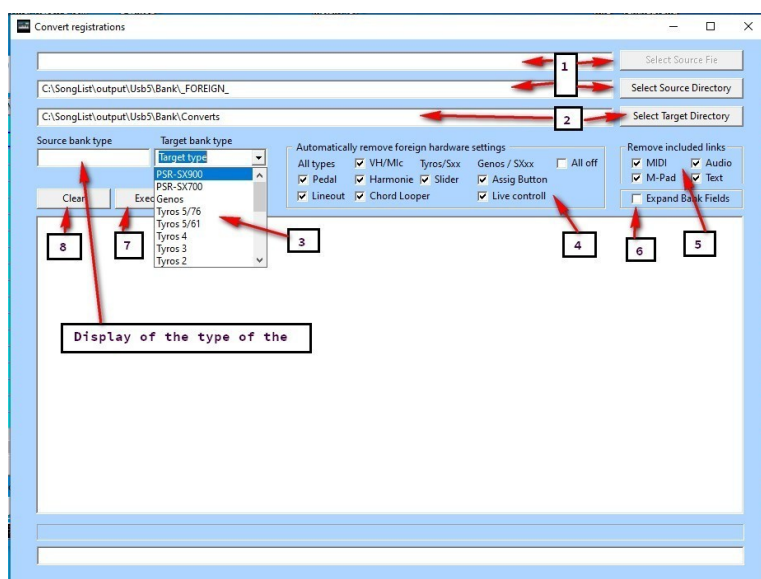 Convert registrations
1
Select Source Fie
C:\SongList\output\Usb5\Bank\_FOREIGN_
Select Source Directory
C:\SongList\output\Usb5\Bank\Converts
2
Select Target Directory
Source bank type
Target bank type
Target type
Automatically remove foreign hardware settings
All types VH/MIc Tyros/Sxx Genos / SXxx All off
Pedal Harmonie Slider Assig Button
Lineout Chord Looper Live controll
Remove included links
MIDI Audio
M-Pad Text
Expand Bank Fields
PSR-SX900
PSR-SX700
Genos
Tyros 5/76
Tyros 5/61
Tyros 4
Tyros 3
Tyros 2
Clear
Exec
8
7
3
4
6
5
Display of the type of the